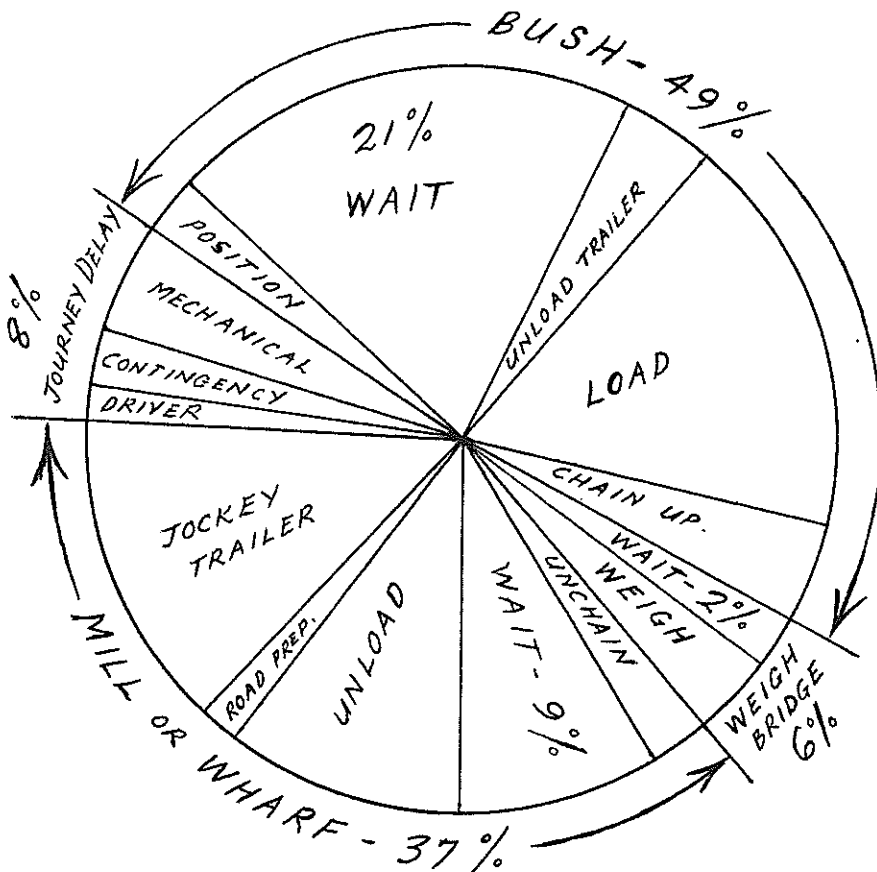 BUSH - 49%
21%
WAIT
UNLOAD TRAILER
LOAD
CHAIN UP.
WAIT - 2%
WEIGH
UNCHAIN
WAIT - 9%
UNLOAD
ROAD PREP.
JOCKEY
TRAILER
DRIVER
CONTINGENCY
MECHANICAL
POSITION
JOURNEY DELAY
8%
WEIGH
BRIDGE
6%
MILL OR WHARF - 37%